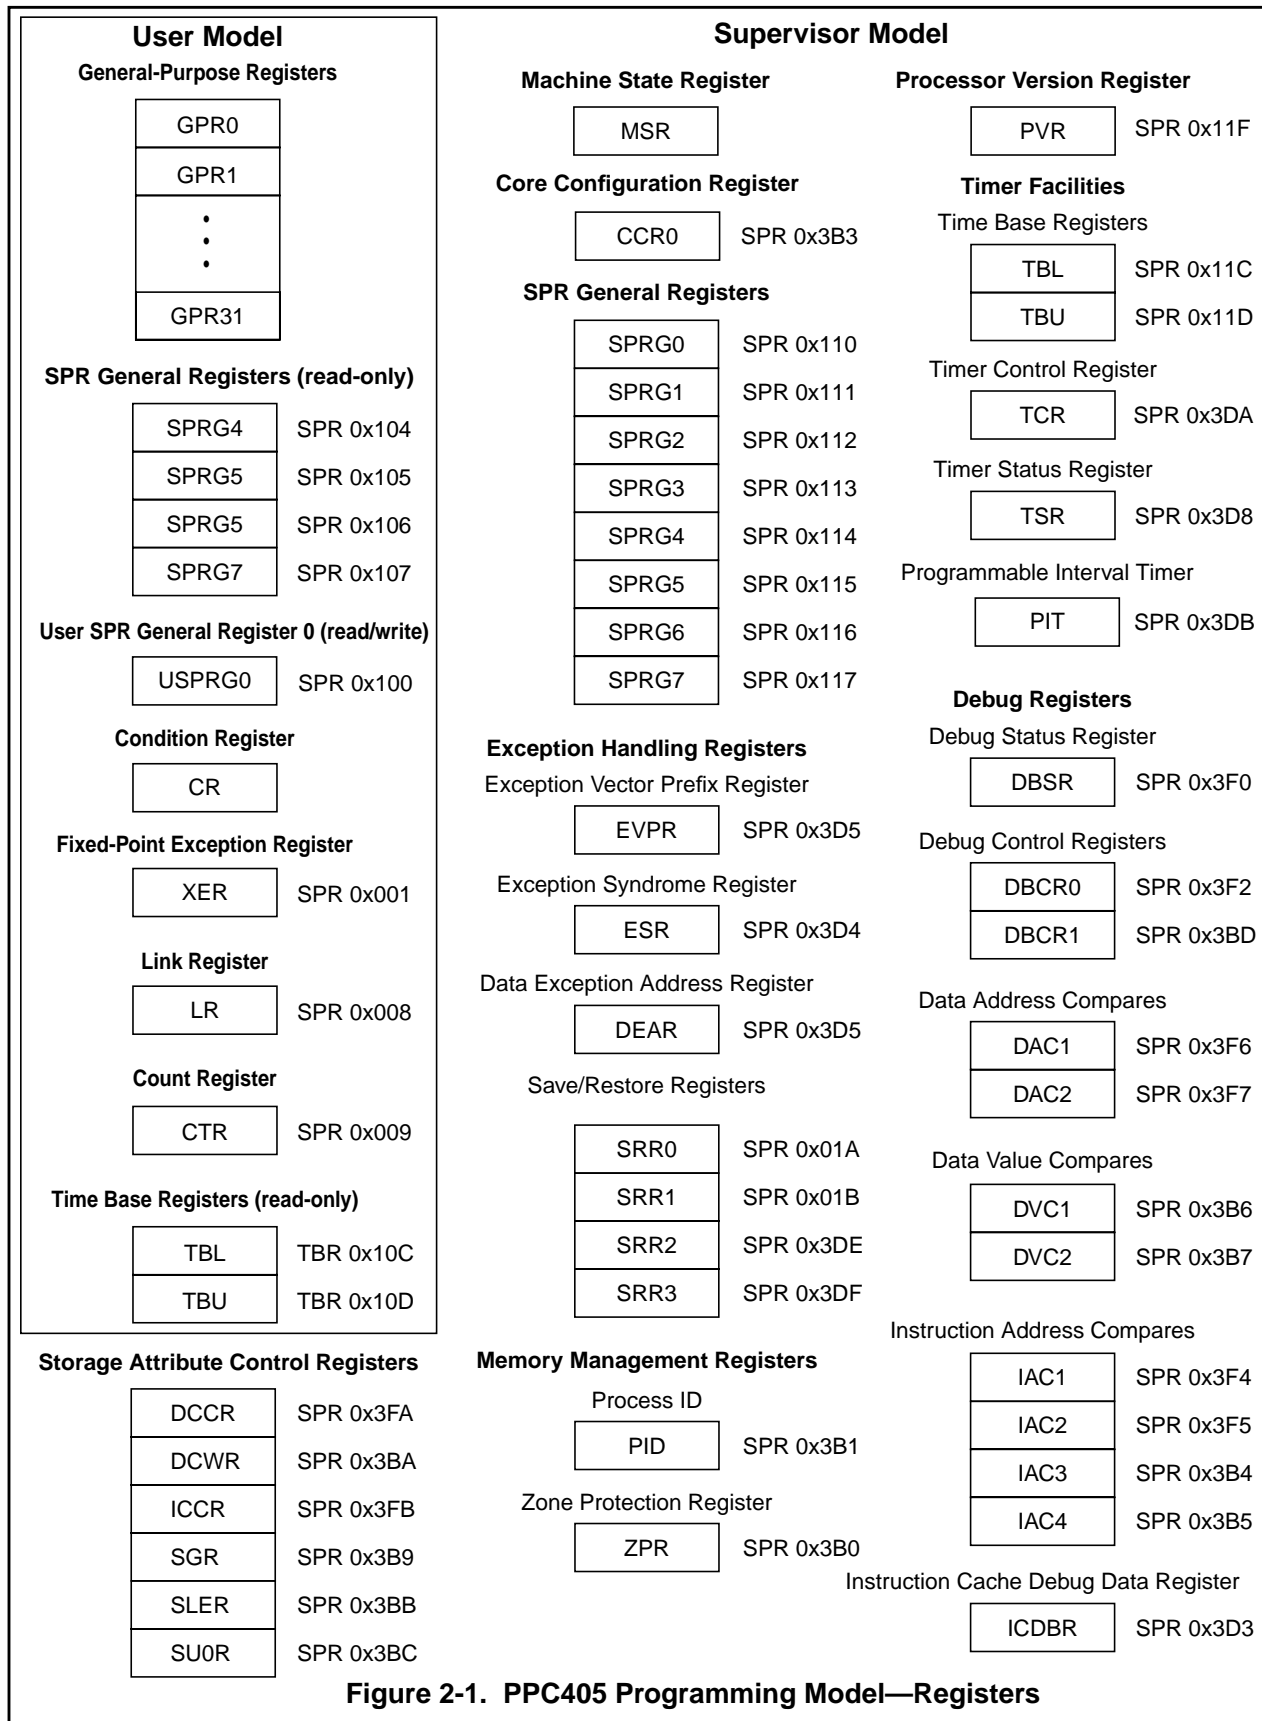 User Model
General-Purpose Registers
GPR0
GPR1
GPR31
SPR General Registers (read-only)
SPRG4 SPR 0x104
SPRG5 SPR 0x105
SPRG5 SPR 0x106
SPRG7 SPR 0x107
User SPR General Register 0 (read/write)
USPRG0 SPR 0x100
Condition Register
CR
Fixed-Point Exception Register
XER SPR 0x001
Link Register
LR SPR 0x008
Count Register
CTR SPR 0x009
Time Base Registers (read-only)
TBL TBR 0x10C
TBU TBR 0x10D
Storage Attribute Control Registers
DCCR SPR 0x3FA
DCWR SPR 0x3BA
ICCR SPR 0x3FB
SGR SPR 0x3B9
SLER SPR 0x3BB
SU0R SPR 0x3BC
Supervisor Model
Machine State Register
MSR
Core Configuration Register
CCR0 SPR 0x3B3
SPR General Registers
SPRG0 SPR 0x110
SPRG1 SPR 0x111
SPRG2 SPR 0x112
SPRG3 SPR 0x113
SPRG4 SPR 0x114
SPRG5 SPR 0x115
SPRG6 SPR 0x116
SPRG7 SPR 0x117
Exception Handling Registers
Exception Vector Prefix Register
EVPR SPR 0x3D5
Exception Syndrome Register
ESR SPR 0x3D4
Data Exception Address Register
DEAR SPR 0x3D5
Save/Restore Registers
SRR0 SPR 0x01A
SRR1 SPR 0x01B
SRR2 SPR 0x3DE
SRR3 SPR 0x3DF
Memory Management Registers
Process ID
PID SPR 0x3B1
Zone Protection Register
ZPR SPR 0x3B0
Processor Version Register
PVR SPR 0x11F
Timer Facilities
Time Base Registers
TBL SPR 0x11C
TBU SPR 0x11D
Timer Control Register
TCR SPR 0x3DA
Timer Status Register
TSR SPR 0x3D8
Programmable Interval Timer
PIT SPR 0x3DB
Debug Registers
Debug Status Register
DBSR SPR 0x3F0
Debug Control Registers
DBCR0 SPR 0x3F2
DBCR1 SPR 0x3BD
Data Address Compares
DAC1 SPR 0x3F6
DAC2 SPR 0x3F7
Data Value Compares
DVC1 SPR 0x3B6
DVC2 SPR 0x3B7
Instruction Address Compares
IAC1 SPR 0x3F4
IAC2 SPR 0x3F5
IAC3 SPR 0x3B4
IAC4 SPR 0x3B5
Instruction Cache Debug Data Register
ICDBR SPR 0x3D3
Figure 2-1. PPC405 Programming Model—Registers